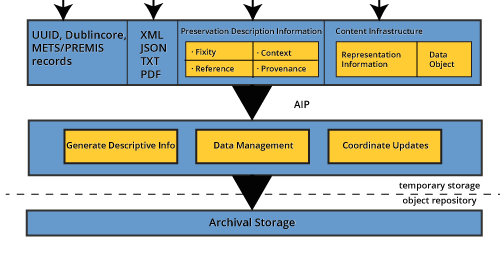 UUID, Dublincore,
METS/PREMIS
records
XML
JSON
TXT
PDF
Preservation Description Information
· Fixity
· Context
· Reference
· Provenance
Content Infrastructure
Representation
Information
Data
Object
AIP
Generate Descriptive Info
Data Management
Coordinate Updates
temporary storage
object repository
Archival Storage